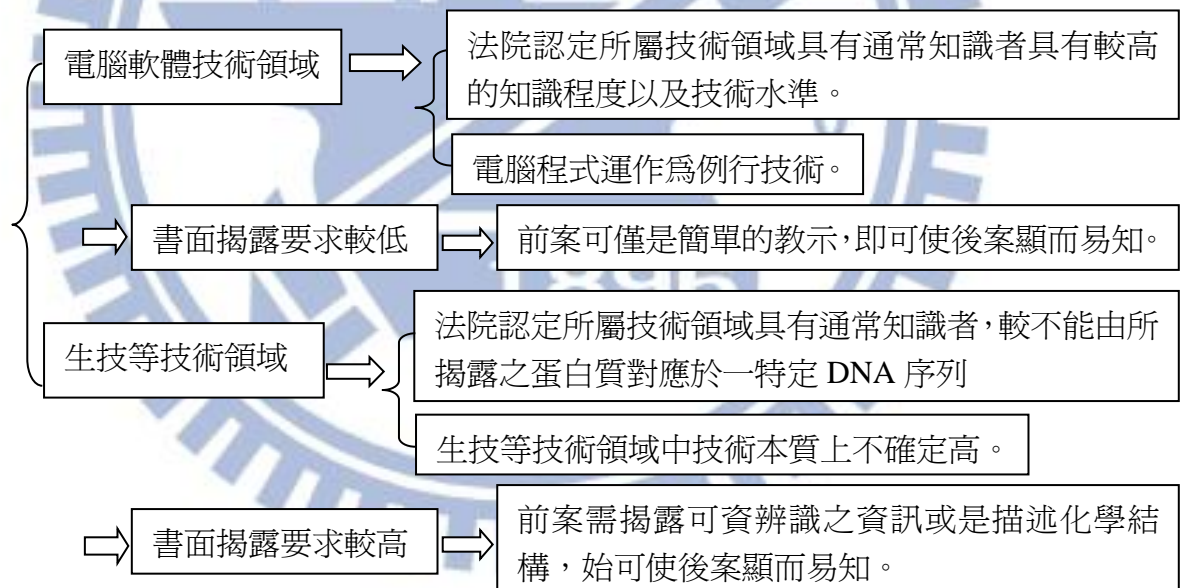 電腦軟體技術領域
法院認定所屬技術領域具有通常知識者具有較高
的知識程度以及技術水準。
電腦程式運作爲例行技術。
書面揭露要求較低
前案可僅是簡單的教示,即可使後案顯而易知。
生技等技術領域
法院認定所屬技術領域具有通常知識者,較不能由所
揭露之蛋白質對應於一特定 DNA 序列
生技等技術領域中技術本質上不確定高。
書面揭露要求較高
前案需揭露可資辨識之資訊或是描述化學結
構,始可使後案顯而易知。
1896